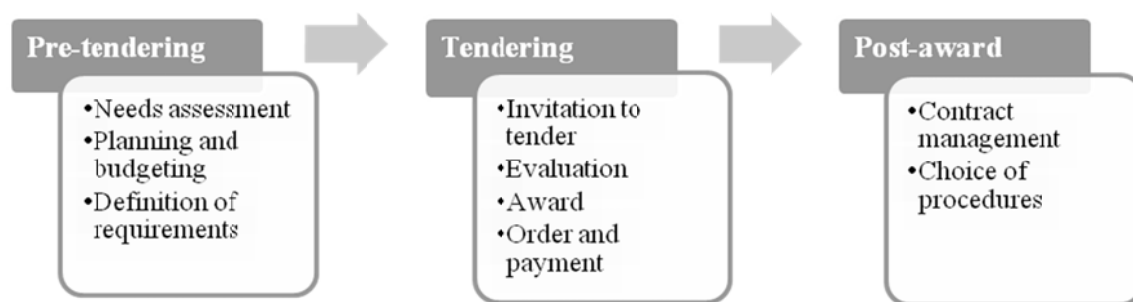 Pre-tendering
•Needs assessment
•Planning and
budgeting
•Definition of
requirements
Tendering
•Invitation to
tender
•Evaluation
•Award
•Order and
payment
Post-award
•Contract
management
•Choice of
procedures